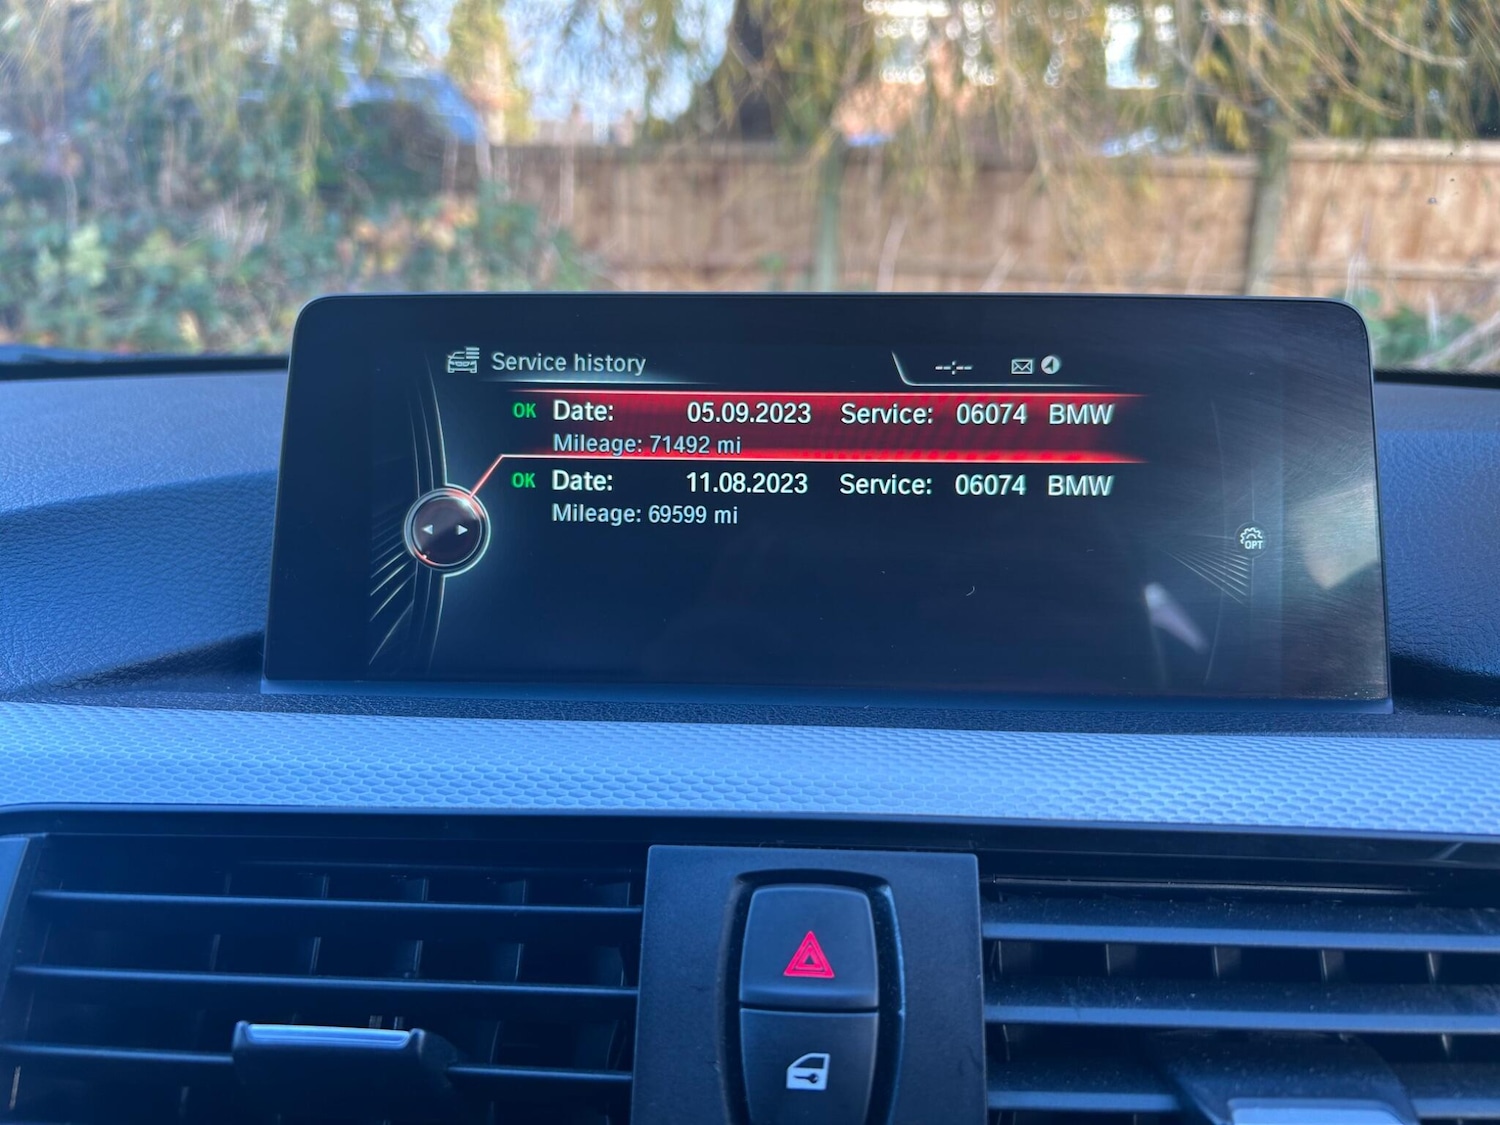 Service history --:--
OK Date: 05.09.2023 Service: 06074 BMW
Mileage: 71492 mi
OK Date: 11.08.2023 Service: 06074 BMW
Mileage: 69599 mi
OPT